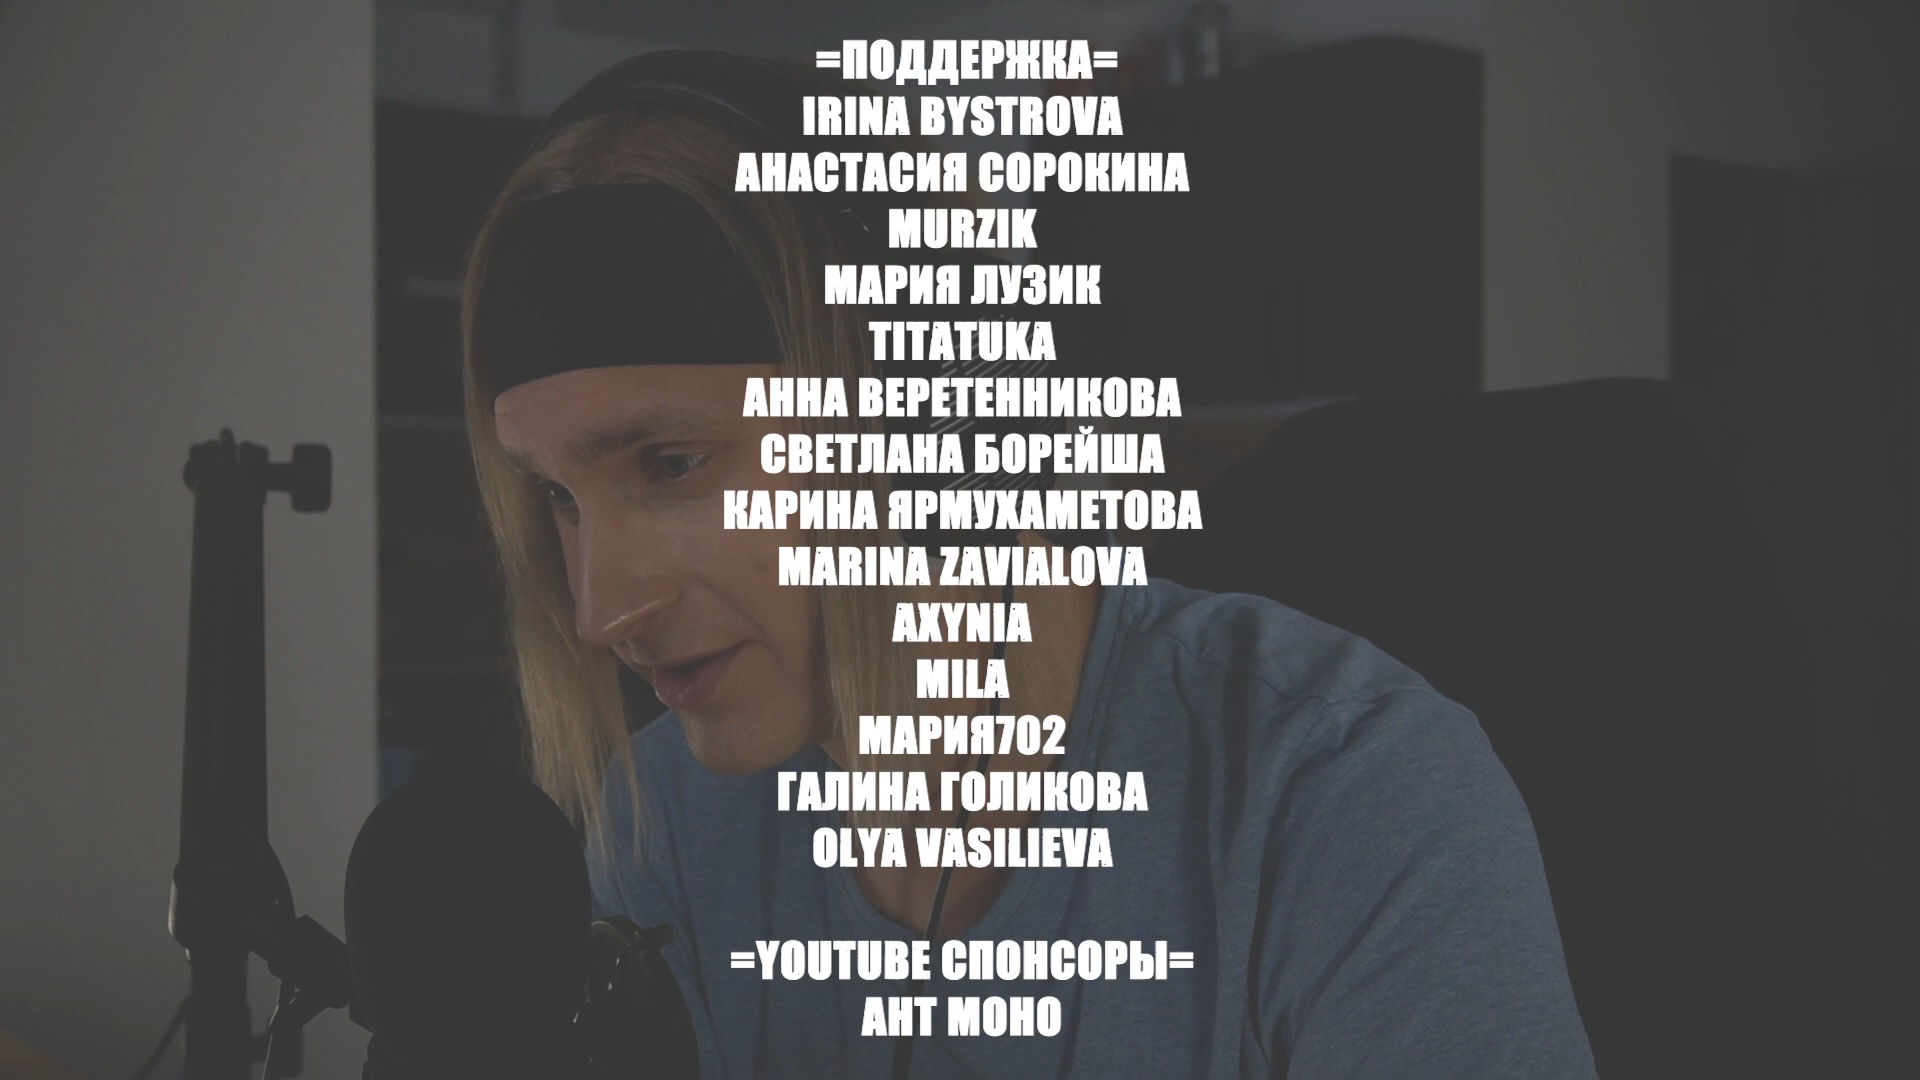 =ПОДДЕРЖКА=
IRINA BYSTROVA
АНАСТАСИЯ СОРОКИНА
MURZIK
МАРИЯ ЛУЗИК
TITATUKA
АННА ВЕРЕТЕННИКОВА
СВЕТЛАНА БОРЕЙША
КАРИНА ЯРМУХАМЕТОВА
MARINA ZAVIALOVA
AXYNIA
MILA
МАРИЯ702
ГАЛИНА ГОЛИКОВА
OLYA VASILIEVA
=YOUTUBE СПОНСОРЫ=
АНТ МОНО